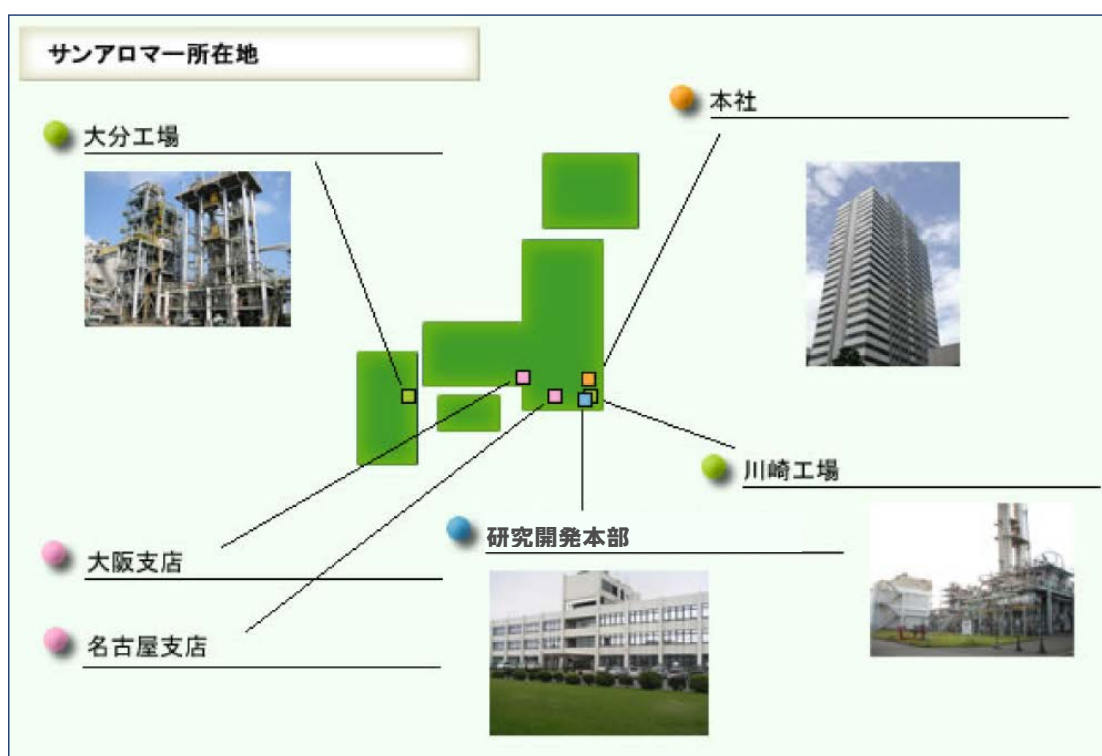 サンアロマー所在地
本社
大分工場
川崎工場
研究開発本部
大阪支店
名古屋支店